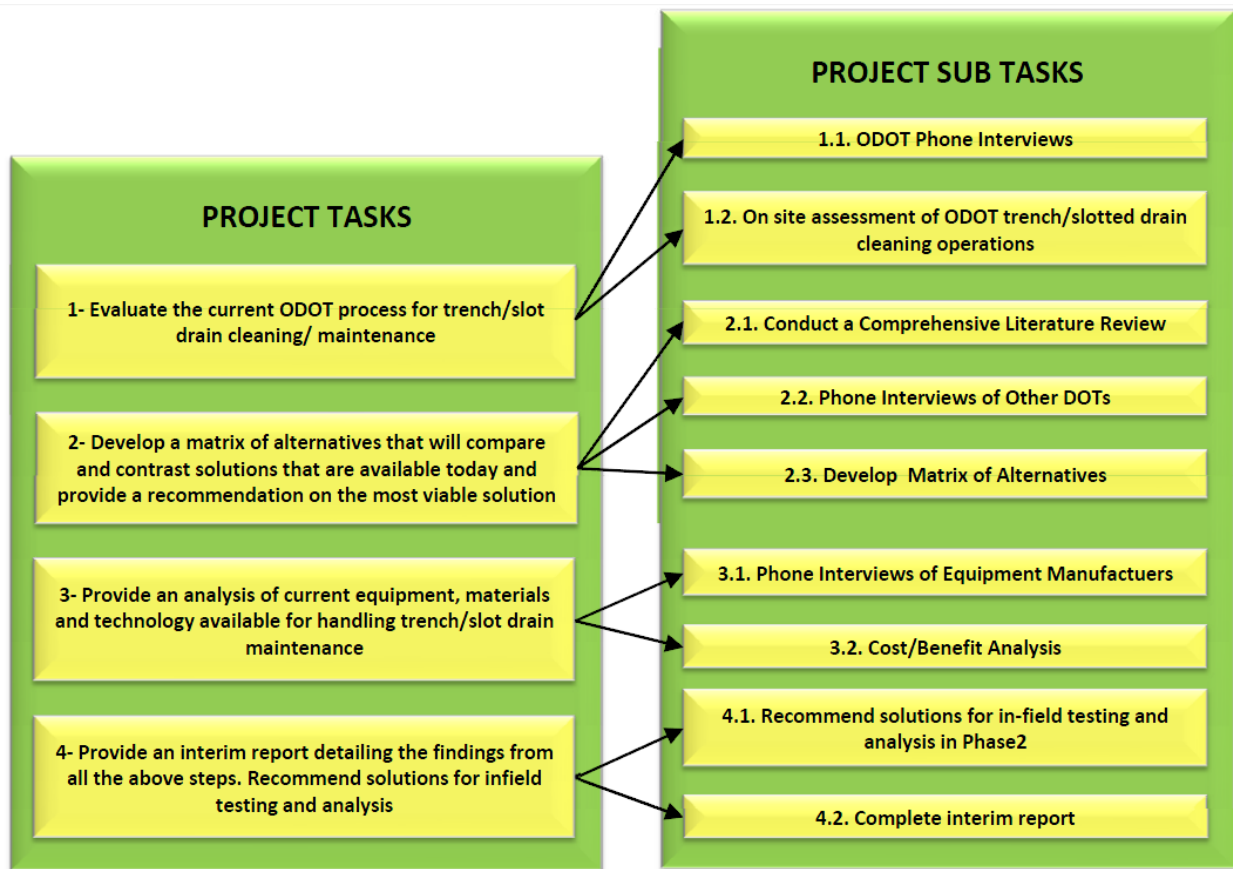 PROJECT TASKS
1- Evaluate the current ODOT process for trench/slot
drain cleaning/ maintenance
2- Develop a matrix of alternatives that will compare
and contrast solutions that are available today and
provide a recommendation on the most viable solution
3- Provide an analysis of current equipment, materials
and technology available for handling trench/slot drain
maintenance
4- Provide an interim report detailing the findings from
all the above steps. Recommend solutions for infield
testing and analysis
PROJECT SUB TASKS
1.1. ODOT Phone Interviews
1.2. On site assessment of ODOT trench/slotted drain
cleaning operations
2.1. Conduct a Comprehensive Literature Review
2.2. Phone Interviews of Other DOTs
2.3. Develop  Matrix of Alternatives
3.1. Phone Interviews of Equipment Manufactuers
3.2. Cost/Benefit Analysis
4.1. Recommend solutions for in-field testing and
analysis in Phase2
4.2. Complete interim report